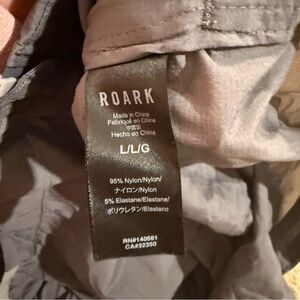 ROARK
Made in China
Fabriqué en China
中国製
Hecho en China
L/L/G
95% Nylon/Nylon/
ナイロン/Nylon
5% Elastane/Elastane/
ポリウレタン/Elastano
RN#140561
CA#32350